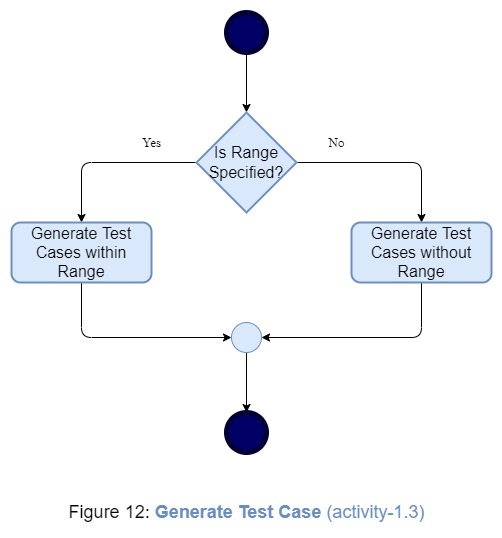 Yes
No
Is Range
Specified?
Generate Test
Cases within
Range
Generate Test
Cases without
Range
Figure 12: Generate Test Case (activity-1.3)